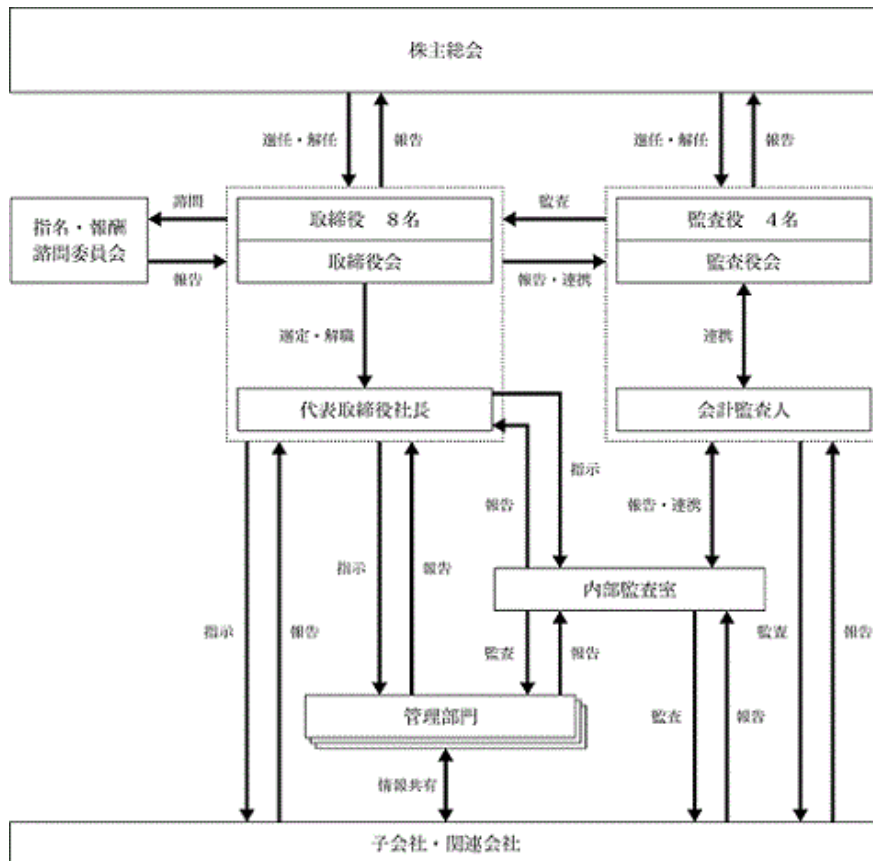 株主総会
選任・解任
報告
選任・解任
報告
指名・報酬
諮問委員会
諮問
報告
取締役 8名
取締役会
監査
報告・連携
監査役 4名
監査役会
選定・解職
連携
代表取締役社長
会計監査人
指示
報告
報告・連携
指示
報告
内部監査室
指示
報告
監査
報告
監査
報告
管理部門
監査
報告
情報共有
子会社・関連会社